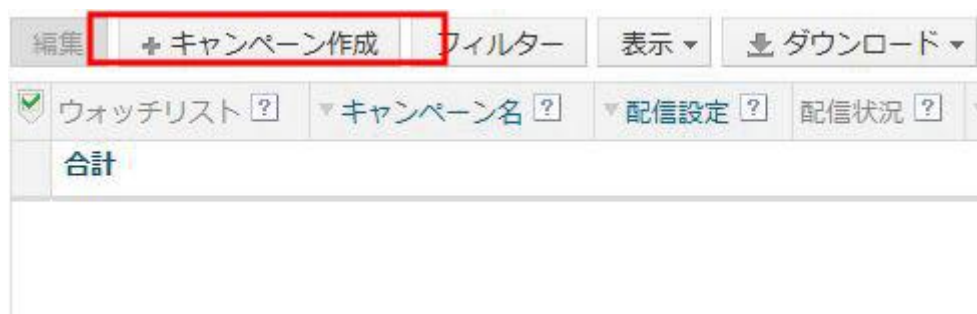 編集 +キャンペーン作成 フィルター 表示▼ ダウンロード▼
ウォッチリスト ? ▼キャンペーン名 ? ▼配信設定 ? 配信状況 ?
合計